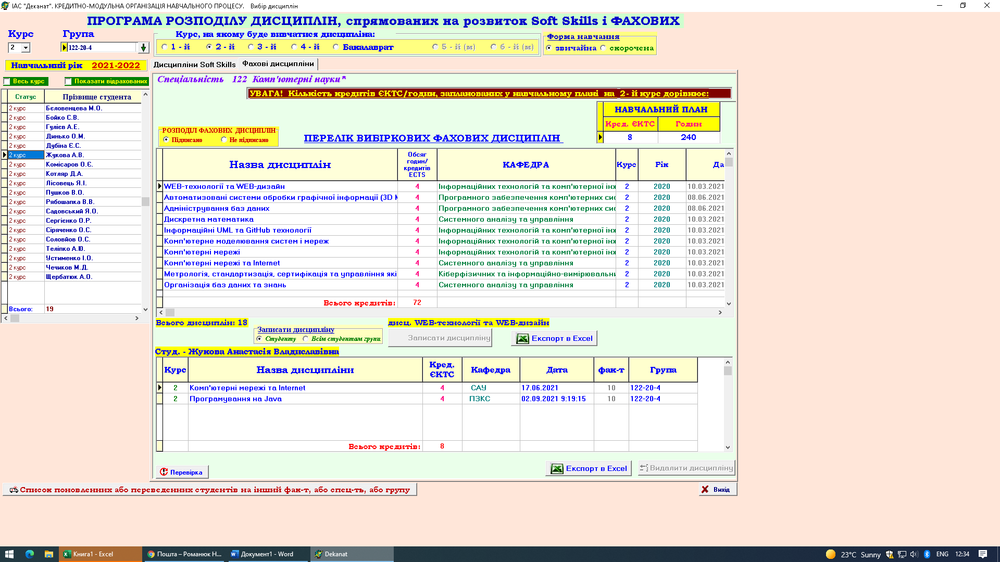 ІАС "Деканат". КРЕДИТНО-МОДУЛЬНА ОРГАНІЗАЦІЯ НАВЧАЛЬНОГО ПРОЦЕСУ. Вибір дисциплін
ПРОГРАМА РОЗПОДІЛУ ДИСЦИПЛІН, спрямованих на розвиток Soft Skills і ФАХОВИХ
Курс Група
2 122-20-4
Курс, на якому буде вивчатися дисципліна:
1 - й 2 - й 3 - й 4 - й Бакалаврат 5 - й (м) 6 - й (м)
Форма навчання
звичайна скорочена
Навчальний рік 2021-2022
Весь курс Показати відрахованих
Статус Прізвище студента
2 курс Бєловенцева М.О.
2 курс Бойко С.В.
2 курс Гулієв А.Е.
2 курс Динько О.М.
2 курс Дубіна Є.С.
2 курс Жукова А.В.
2 курс Комісаров О.Є.
2 курс Котляр Д.А.
2 курс Лісовець Я.І.
2 курс Пушков В.О.
2 курс Рябошапка В.В.
2 курс Садовський Я.О.
2 курс Сергієнко О.Р.
2 курс Сіряченко О.С.
2 курс Соловйов О.С.
2 курс Теліпко А.Ю.
2 курс Устименко І.О.
2 курс Чечиков М.Д.
2 курс Щербатюк А.О.
Всього: 19
Дисципліни Soft Skills Фахові дисципліни
Спеціальність 122 Комп'ютерні науки*
УВАГА! Кількість кредитів ЄКТС/годин, запланованих у навчальному плані на 2- й курс дорівнює:
НАВЧАЛЬНИЙ ПЛАН
Кред. ЄКТС Годин
8 240
РОЗПОДІЛ ФАХОВИХ ДИСЦИПЛІН
Підписано Не підписано
ПЕРЕЛІК ВИБІРКОВИХ ФАХОВИХ ДИСЦИПЛІН
Назва дисциплін Обсяг годин/ кредитів ECTS КАФЕДРА Курс Рік Да
WEB-технології та WEB-дизайн 4 Інформаційних технологій та комп'ютерної інж 2 2020 10.03.2021
Автоматизовані системи обробки графічної інформації (3D М 4 Програмного забезпечення комп'ютерних сис 2 2020 08.06.2021
Адміністрування баз даних 4 Програмного забезпечення комп'ютерних сис 2 2020 08.06.2021
Дискретна математика 4 Системного аналізу та управління 2 2020 10.03.2021
Інформаційні UML та GitHub технології 4 Інформаційних технологій та комп'ютерної інж 2 2020 10.03.2021
Комп'ютерне моделювання систем і мереж 4 Інформаційних технологій та комп'ютерної інж 2 2020 10.03.2021
Комп'ютерні мережі 4 Інформаційних технологій та комп'ютерної інж 2 2020 10.03.2021
Комп'ютерні мережі та Internet 4 Системного аналізу та управління 2 2020 10.03.2021
Метрологія, стандартизація, сертифікація та управління які 4 Кіберфізичних та інформаційно-вимірювальни 2 2020 10.03.2021
Організація баз даних та знань 4 Системного аналізу та управління 2 2020 10.03.2021
Всього кредитів: 72
Всього дисциплін: 18 дисц. WEB-технології та WEB-дизайн
Записати дисципліну
Студенту Всім студентам групи
Записати дисципліну Експорт в Excel
Студ. - Жукова Анастасія Владиславівна
Курс Назва дисципліни Кред. ЄКТС Кафедра Дата фак-т Група
2 Комп'ютерні мережі та Internet 4 САУ 17.06.2021 10 122-20-4
2 Програмування на Java 4 ПЗКС 02.09.2021 9:19:15 10 122-20-4
Всього кредитів: 8
Перевірка Експорт в Excel Видалити дисципліну
Список поновленних або переведенних студентів на інший фак-т, або спец-ть, або групу Вихід
Книга1 - Excel Пошта – Романюк Н... Документ1 - Word Dekanat 23°C Sunny ENG 12:34